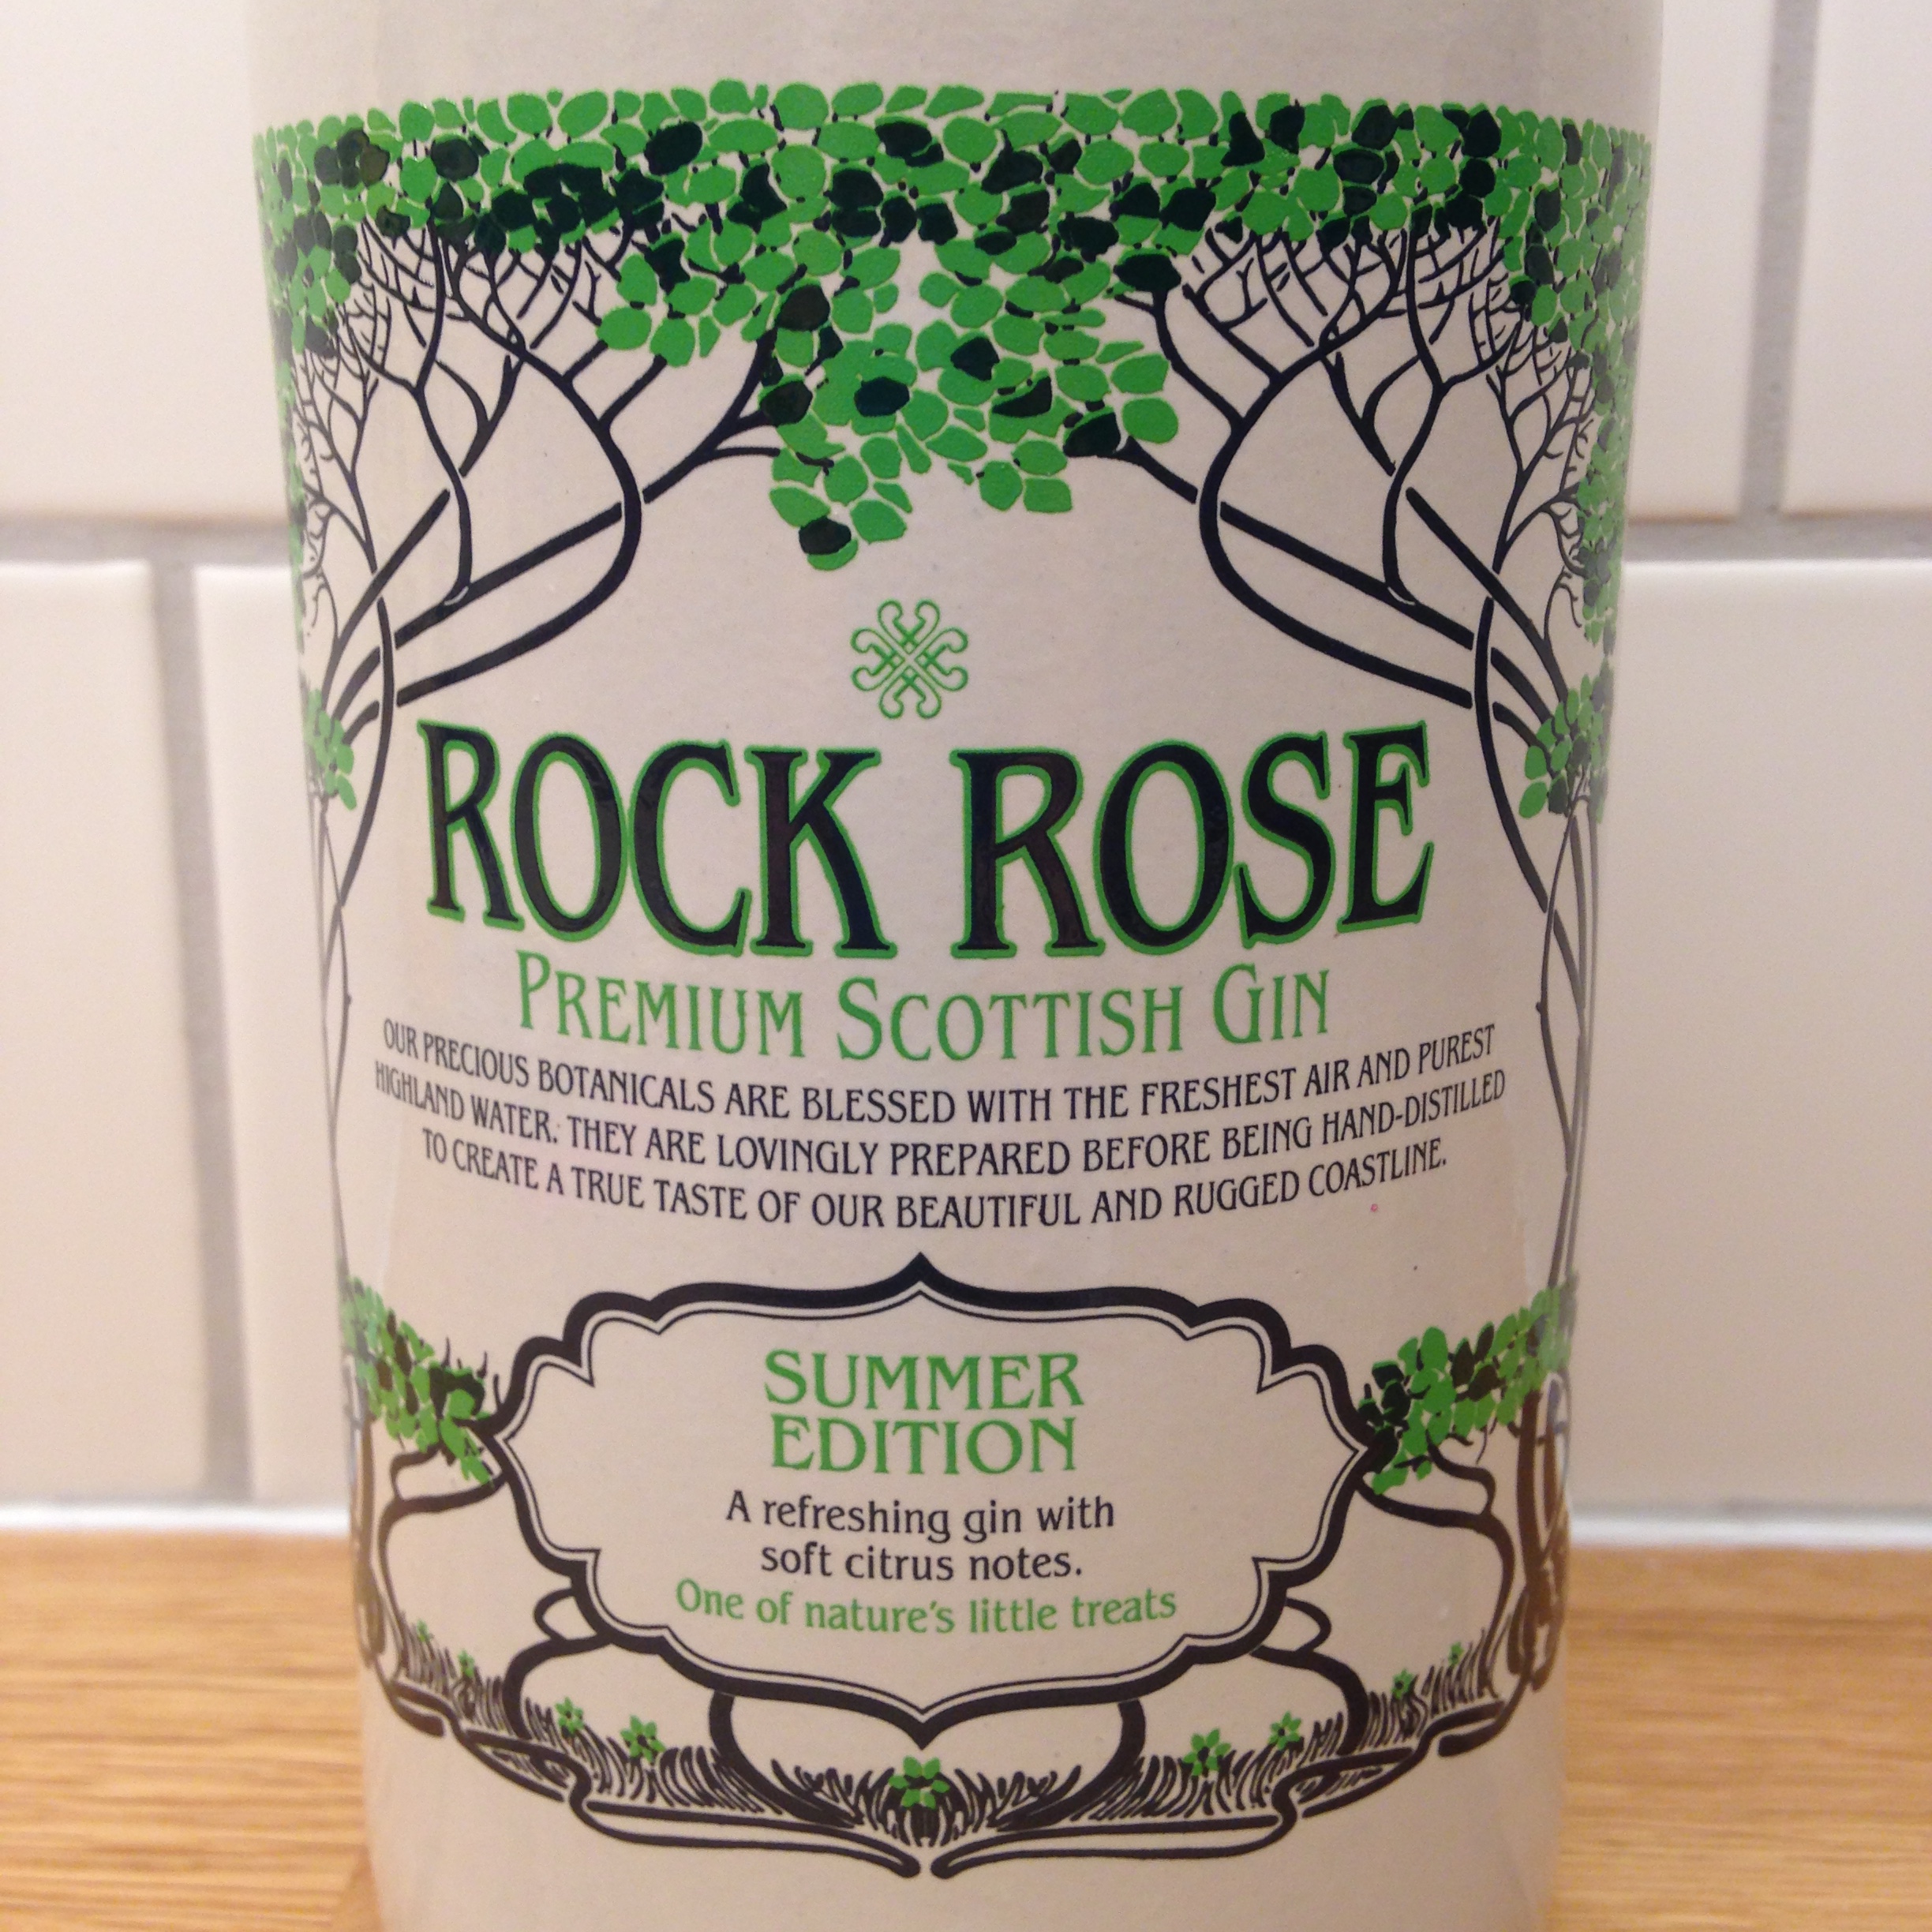 ROCK ROSE
PREMIUM SCOTTISH GIN
OUR PRECIOUS BOTANICALS ARE BLESSED WITH THE FRESHEST AIR AND PUREST
HIGHLAND WATER. THEY ARE LOVINGLY PREPARED BEFORE BEING HAND-DISTILLED
TO CREATE A TRUE TASTE OF OUR BEAUTIFUL AND RUGGED COASTLINE.
SUMMER
EDITION
A refreshing gin with
soft citrus notes.
One of nature's little treats